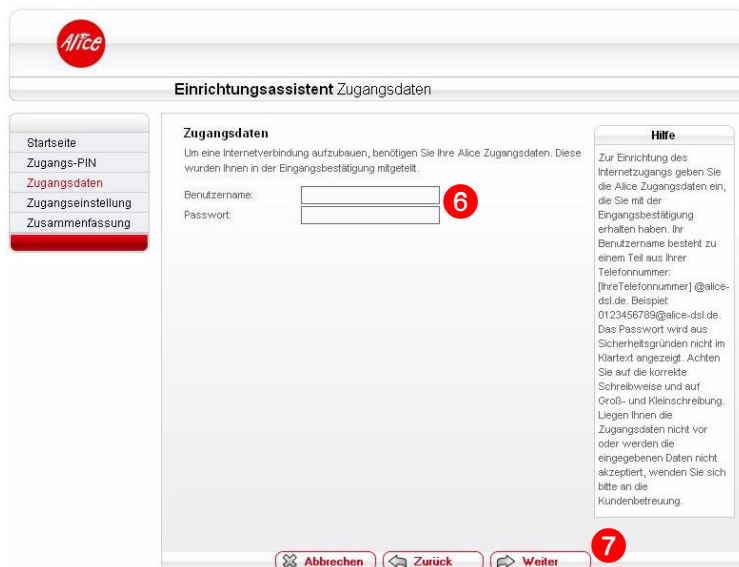 Alice
Einrichtungsassistent Zugangsdaten
Startseite
Zugangs-PIN
Zugangsdaten
Zugangseinstellung
Zusammenfassung
Zugangsdaten
Um eine Internetverbindung aufzubauen, benötigen Sie Ihre Alice Zugangsdaten. Diese
wurden Ihnen in der Eingangsbestätigung mitgeteilt.
Benutzername:
6
Passwort:
Hilfe
Zur Einrichtung des
Internetzugangs geben Sie
die Alice Zugangsdaten ein,
die Sie mit der
Eingangsbestätigung
erhalten haben. Ihr
Benutzername besteht zu
einem Teil aus Ihrer
Telefonnummer:
[IhreTelefonnummer] @alice-
dsl.de. Beispiel:
0123456789@alice-dsl.de.
Das Passwort wird aus
Sicherheitsgründen nicht im
Klartext angezeigt. Achten
Sie auf die korrekte
Schreibweise und auf
Groß- und Kleinschreibung.
Liegen Ihnen die
Zugangsdaten nicht vor
oder werden die
eingegebenen Daten nicht
akzeptiert, wenden Sie sich
bitte an die
Kundenbetreuung.
Abbrechen
Zurück
Weiter
7